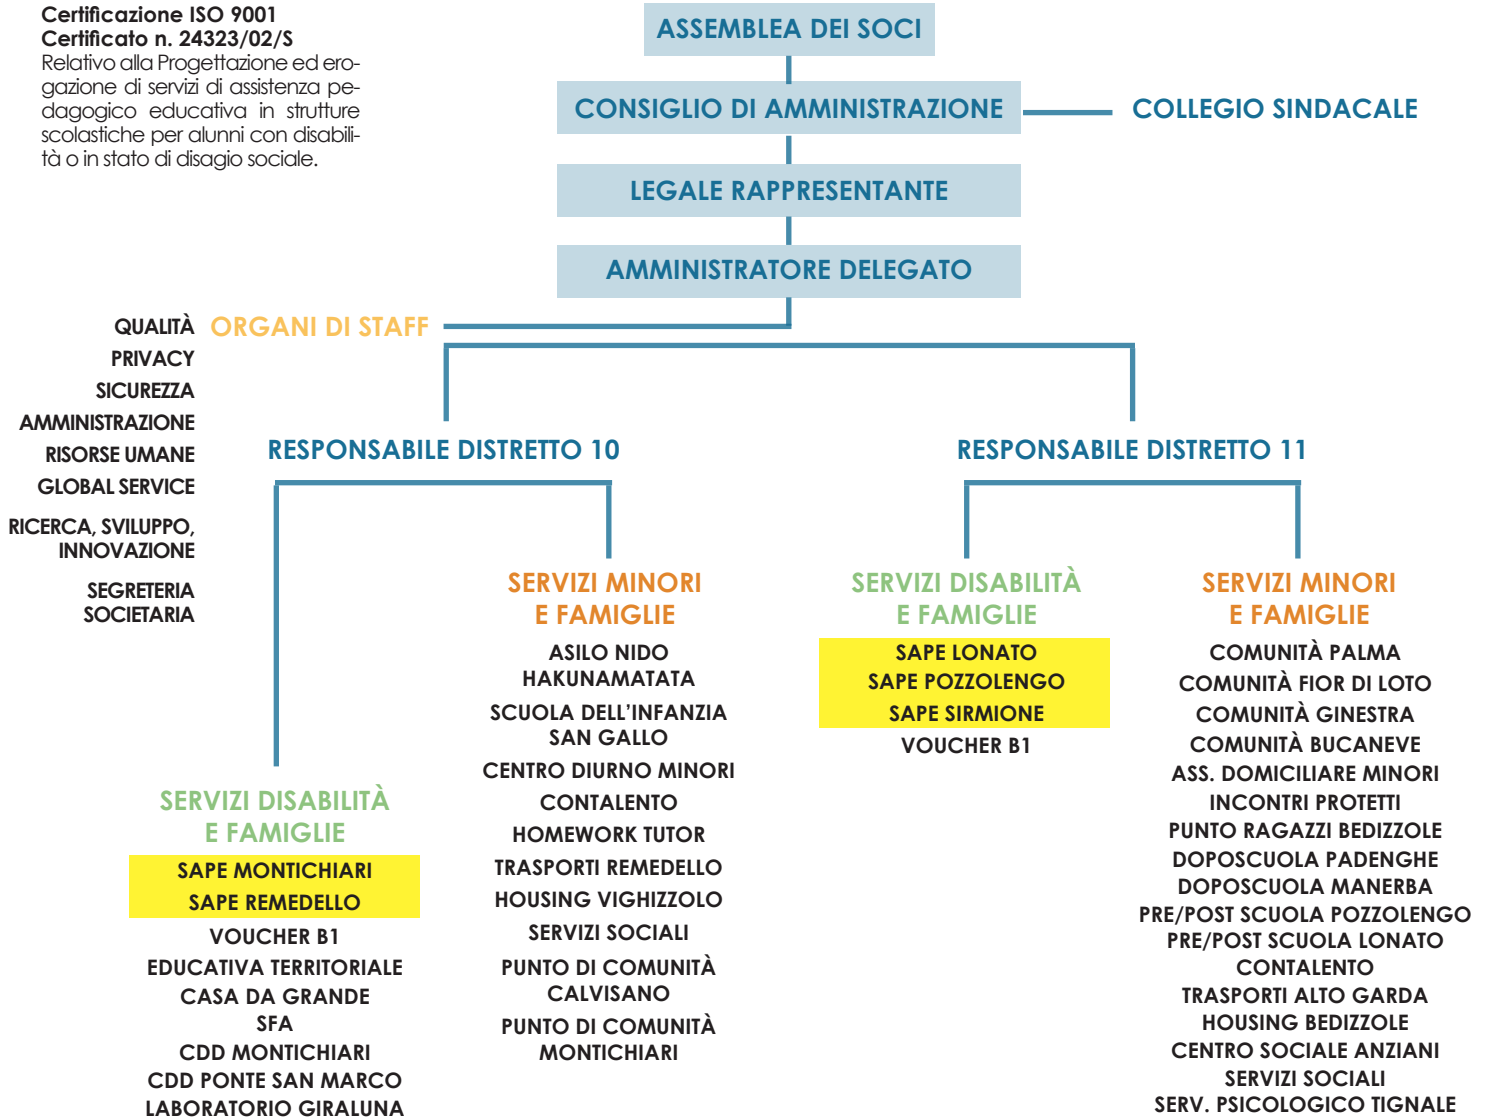 Certificazione ISO 9001
Certificato n. 24323/02/S
Relativo alla Progettazione ed ero-
gazione di servizi di assistenza pe-
dagogico educativa in strutture
scolastiche per alunni con disabili-
tà o in stato di disagio sociale.
ASSEMBLEA DEI SOCI
CONSIGLIO DI AMMINISTRAZIONE
COLLEGIO SINDACALE
LEGALE RAPPRESENTANTE
AMMINISTRATORE DELEGATO
ORGANI DI STAFF
QUALITÀ
PRIVACY
SICUREZZA
AMMINISTRAZIONE
RISORSE UMANE
GLOBAL SERVICE
RICERCA, SVILUPPO,
INNOVAZIONE
SEGRETERIA
SOCIETARIA
RESPONSABILE DISTRETTO 10
SERVIZI DISABILITÀ
E FAMIGLIE
SAPE MONTICHIARI
SAPE REMEDELLO
VOUCHER B1
EDUCATIVA TERRITORIALE
CASA DA GRANDE
SFA
CDD MONTICHIARI
CDD PONTE SAN MARCO
LABORATORIO GIRALUNA
SERVIZI MINORI
E FAMIGLIE
ASILO NIDO
HAKUNAMATATA
SCUOLA DELL'INFANZIA
SAN GALLO
CENTRO DIURNO MINORI
CONTALENTO
HOMEWORK TUTOR
TRASPORTI REMEDELLO
HOUSING VIGHIZZOLO
SERVIZI SOCIALI
PUNTO DI COMUNITÀ
CALVISANO
PUNTO DI COMUNITÀ
MONTICHIARI
RESPONSABILE DISTRETTO 11
SERVIZI DISABILITÀ
E FAMIGLIE
SAPE LONATO
SAPE POZZOLENGO
SAPE SIRMIONE
VOUCHER B1
SERVIZI MINORI
E FAMIGLIE
COMUNITÀ PALMA
COMUNITÀ FIOR DI LOTO
COMUNITÀ GINESTRA
COMUNITÀ BUCANEVE
ASS. DOMICILIARE MINORI
INCONTRI PROTETTI
PUNTO RAGAZZI BEDIZZOLE
DOPOSCUOLA PADENGHE
DOPOSCUOLA MANERBA
PRE/POST SCUOLA POZZOLENGO
PRE/POST SCUOLA LONATO
CONTALENTO
TRASPORTI ALTO GARDA
HOUSING BEDIZZOLE
CENTRO SOCIALE ANZIANI
SERVIZI SOCIALI
SERV. PSICOLOGICO TIGNALE